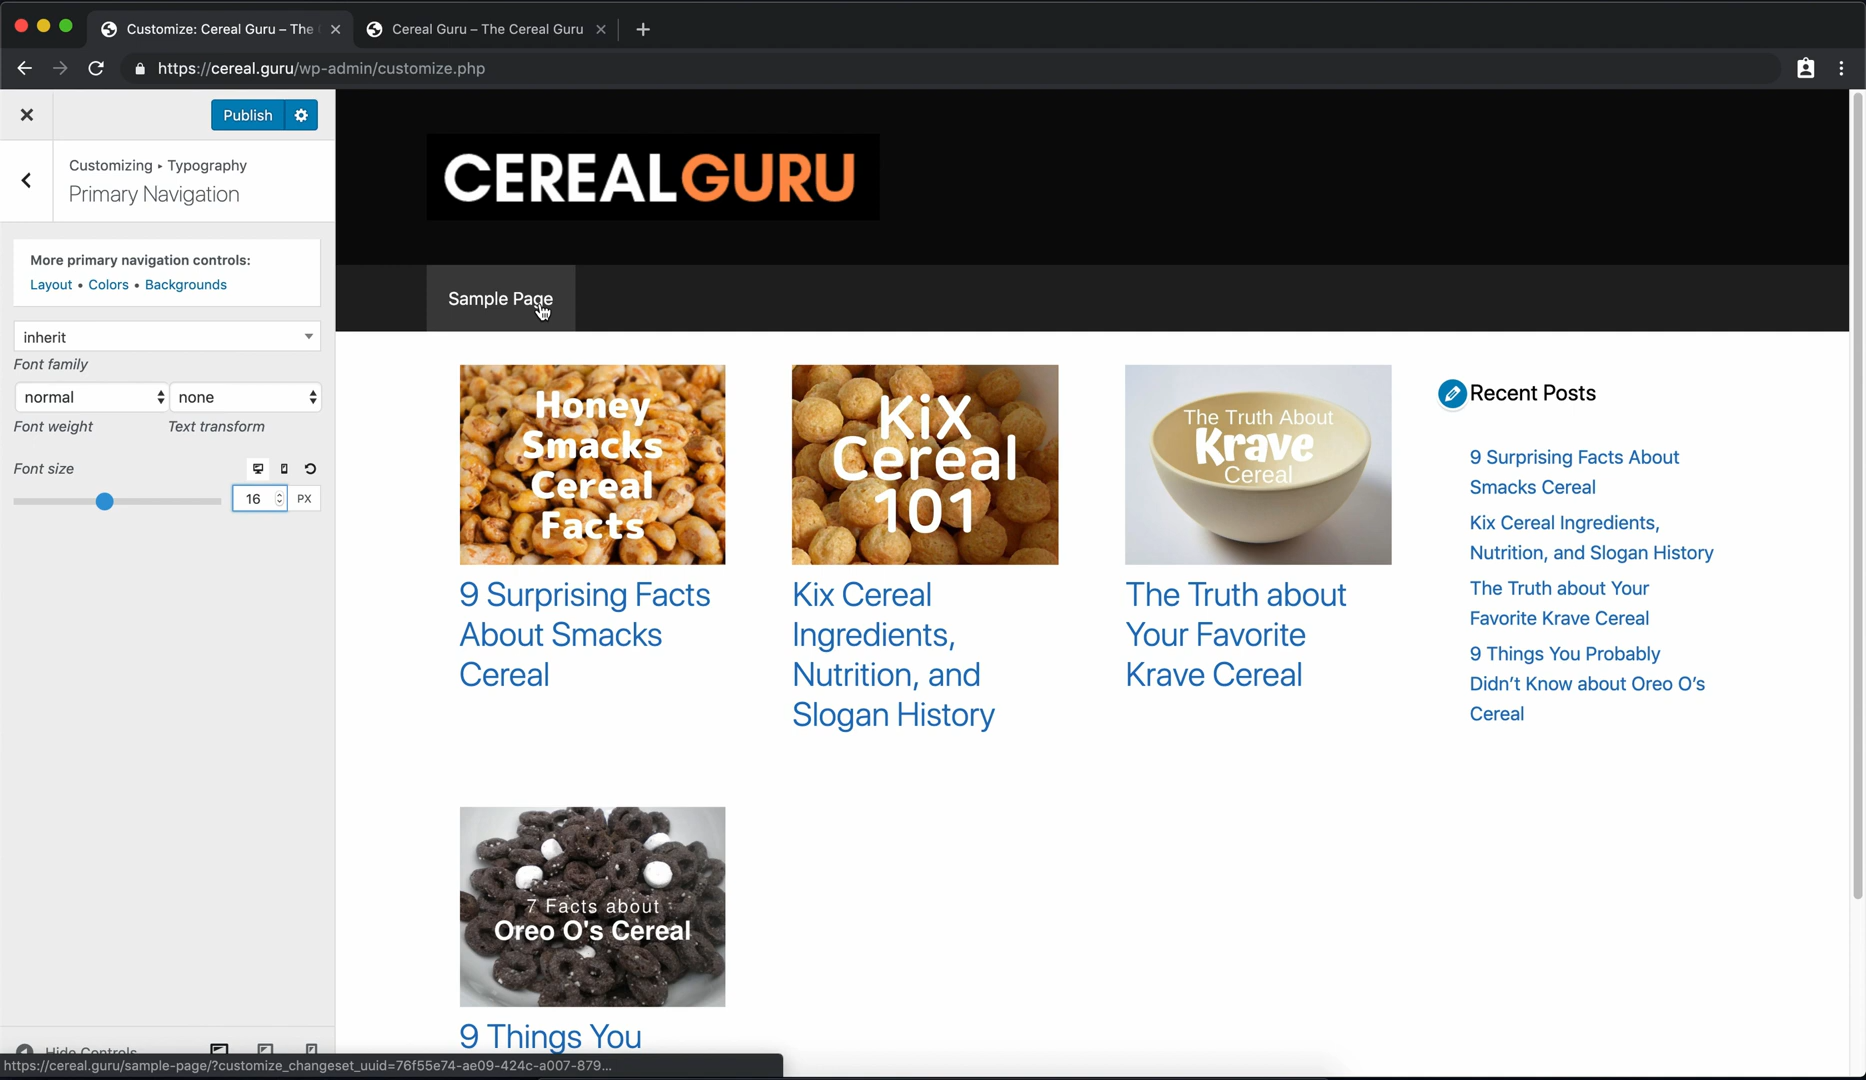 Customize: Cereal Guru – The
Cereal Guru – The Cereal Guru
https://cereal.guru/wp-admin/customize.php
Publish
Customizing ▸ Typography
Primary Navigation
More primary navigation controls:
Layout • Colors • Backgrounds
inherit
Font family
normal
none
Font weight
Text transform
Font size
16
PX
Hide Controls
https://cereal.guru/sample-page/?customize_changeset_uuid=76f55e74-ae09-424c-a007-879...
CEREALGURU
Sample Page
Honey
Smacks
Cereal
Facts
9 Surprising Facts
About Smacks
Cereal
KiX
Cereal
101
Kix Cereal
Ingredients,
Nutrition, and
Slogan History
The Truth About
Krave
Cereal
The Truth about
Your Favorite
Krave Cereal
Recent Posts
9 Surprising Facts About
Smacks Cereal
Kix Cereal Ingredients,
Nutrition, and Slogan History
The Truth about Your
Favorite Krave Cereal
9 Things You Probably
Didn't Know about Oreo O's
Cereal
7 Facts about
Oreo O's Cereal
9 Things You